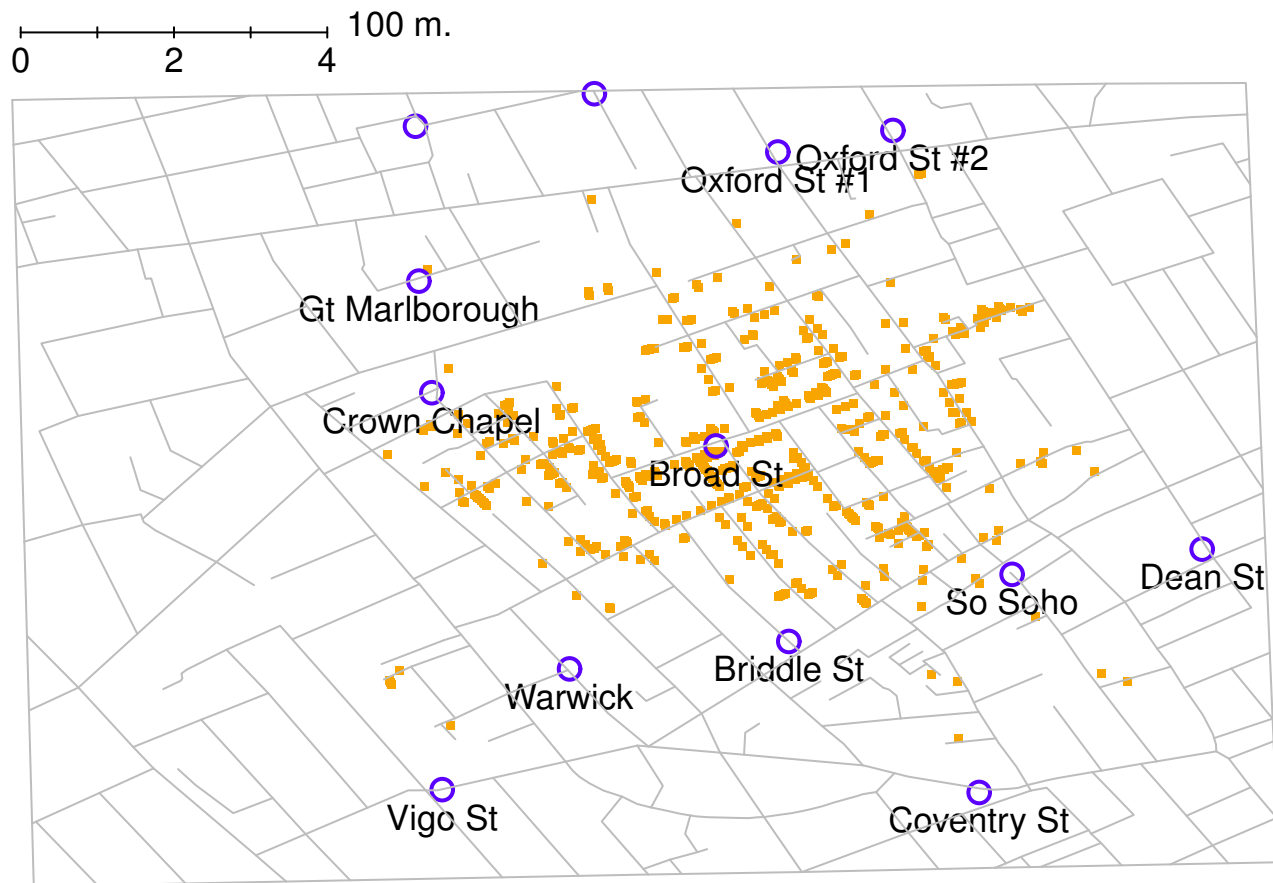 100 m.
0 2 4
Oxford St #2
Oxford St #1
Gt Marlborough
Crown Chapel
Broad St
Dean St
So Soho
Briddle St
Warwick
Vigo St
Coventry St